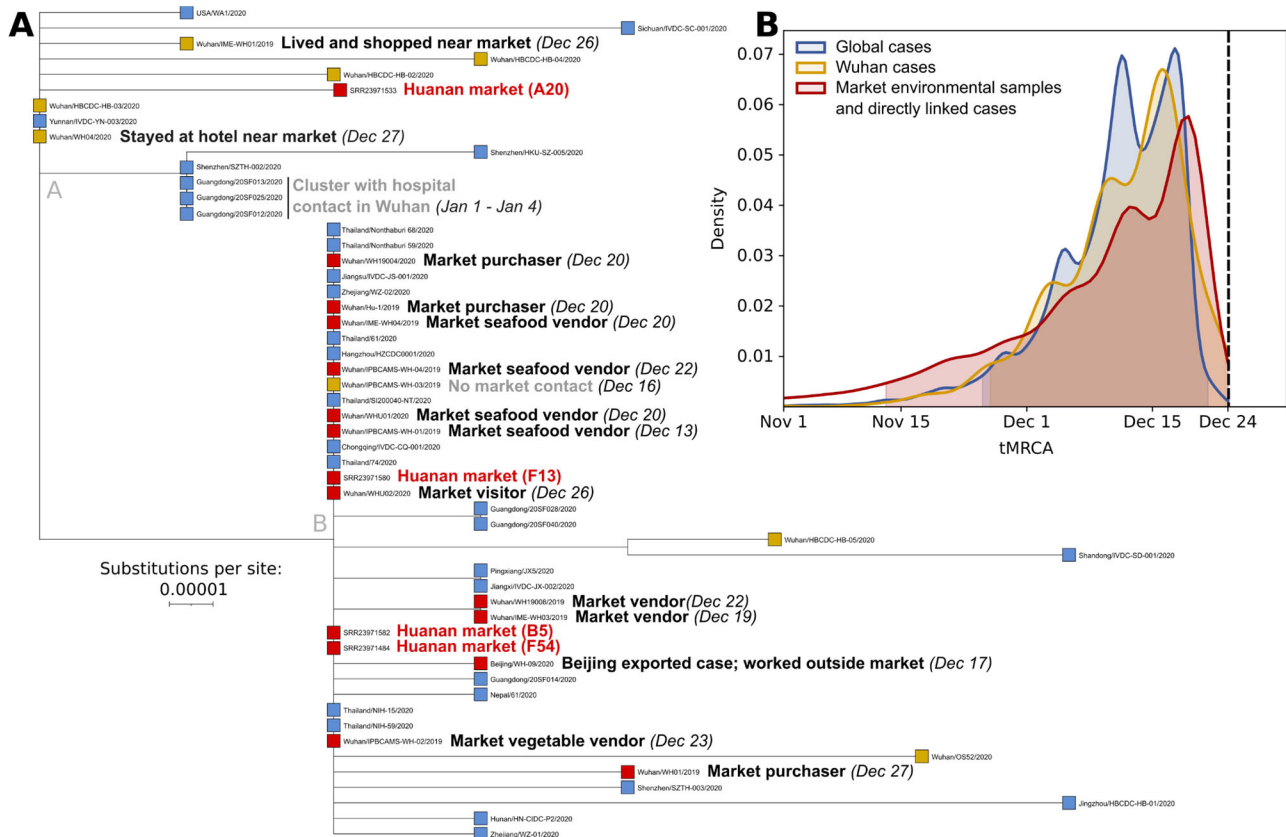 A
USA/WA1/2020
Sichuan/IVDC-SC-001/2020
Wuhan/IME-WH01/2019 Lived and shopped near market (Dec 26)
Wuhan/HBCDC-HB-04/2020
Wuhan/HBCDC-HB-02/2020
SRR23971533 Huanan market (A20)
Wuhan/HBCDC-HB-03/2020
Yunnan/IVDC-YN-003/2020
Wuhan/WH04/2020 Stayed at hotel near market (Dec 27)
Shenzhen/HKU-SZ-005/2020
Shenzhen/SZTH-002/2020
A
Guangdong/20SF013/2020
Guangdong/20SF025/2020
Guangdong/20SF012/2020
Cluster with hospital
contact in Wuhan (Jan 1 - Jan 4)
Thailand/Nonthaburi 68/2020
Thailand/Nonthaburi 59/2020
Wuhan/WH19004/2020 Market purchaser (Dec 20)
Jiangsu/IVDC-JS-001/2020
Zhejiang/WZ-02/2020
Wuhan/Hu-1/2019 Market purchaser (Dec 20)
Wuhan/IME-WH04/2019 Market seafood vendor (Dec 20)
Thailand/61/2020
Hangzhou/HZCDC0001/2020
Wuhan/IPBCAMS-WH-04/2019 Market seafood vendor (Dec 22)
Wuhan/IPBCAMS-WH-03/2019 No market contact (Dec 16)
Thailand/SI200040-NT/2020
Wuhan/WHU01/2020 Market seafood vendor (Dec 20)
Wuhan/IPBCAMS-WH-01/2019 Market seafood vendor (Dec 13)
Chongqing/IVDC-CQ-001/2020
Thailand/74/2020
SRR23971580 Huanan market (F13)
Wuhan/WHU02/2020 Market visitor (Dec 26)
Guangdong/20SF028/2020
B
Guangdong/20SF040/2020
Wuhan/HBCDC-HB-05/2020
Shandong/IVDC-SD-001/2020
Substitutions per site:
0.00001
Pingxiang/JX5/2020
Jiangxi/IVDC-JX-002/2020
Wuhan/WH19008/2019 Market vendor(Dec 22)
Wuhan/IME-WH03/2019 Market vendor (Dec 19)
SRR23971582 Huanan market (B5)
SRR23971484 Huanan market (F54)
Beijing/WH-09/2020 Beijing exported case; worked outside market (Dec 17)
Guangdong/20SF014/2020
Nepal/61/2020
Thailand/NIH-15/2020
Thailand/NIH-59/2020
Wuhan/IPBCAMS-WH-02/2019 Market vegetable vendor (Dec 23)
Wuhan/OS52/2020
Wuhan/WH01/2019 Market purchaser (Dec 27)
Shenzhen/SZTH-003/2020
Jingzhou/HBCDC-HB-01/2020
Hunan/HN-CIDC-P2/2020
Zhejiang/WZ-01/2020
B
Global cases
Wuhan cases
Market environmental samples
and directly linked cases
Density
0.07
0.06
0.05
0.04
0.03
0.02
0.01
Nov 1 Nov 15 Dec 1 Dec 15 Dec 24
tMRCA